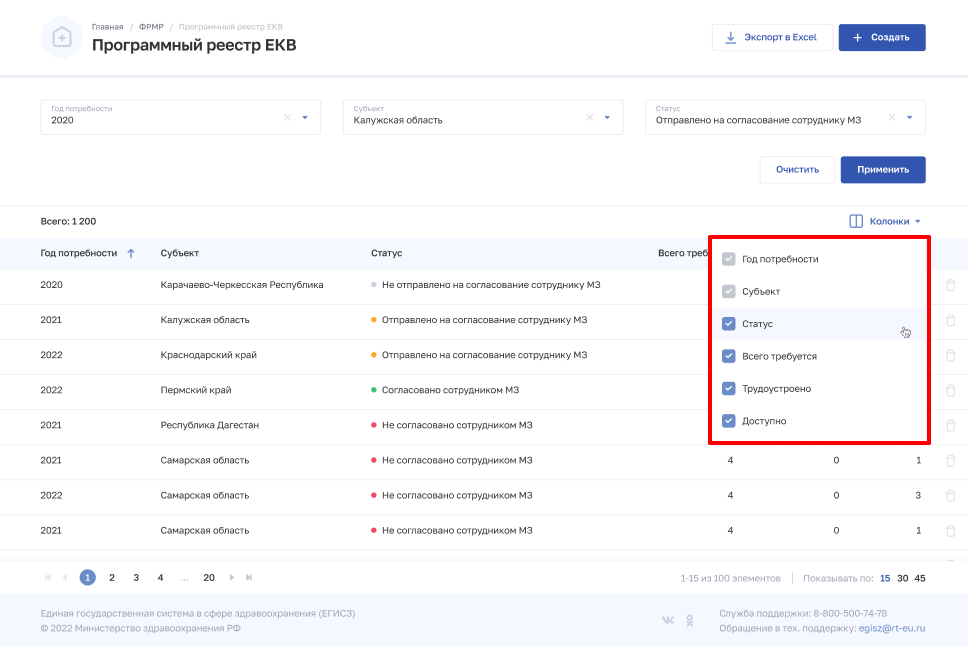 Главная / ФРМР / Программный реестр ЕКВ
Программный реестр ЕКВ
Экспорт в Excel
+ Создать
Год потребности
2020
Субъект
Калужская область
Статус
Отправлено на согласование сотруднику МЗ
Очистить
Применить
Всего: 1 200
Колонки
Год потребности Субъект Статус Всего треб
Год потребности
Субъект
Статус
Всего требуется
Трудоустроено
Доступно
2020 Карачаево-Черкесская Республика Не отправлено на согласование сотруднику МЗ
2021 Калужская область Отправлено на согласование сотруднику МЗ
2022 Краснодарский край Отправлено на согласование сотруднику МЗ
2022 Пермский край Согласовано сотрудником МЗ
2021 Республика Дагестан Не согласовано сотрудником МЗ
2021 Самарская область Не согласовано сотрудником МЗ 4 0 1
2022 Самарская область Не согласовано сотрудником МЗ 4 0 3
2021 Самарская область Не согласовано сотрудником МЗ 4 0 1
1 2 3 4 ... 20
1-15 из 100 элементов | Показывать по: 15 30 45
Единая государственная система в сфере здравоохранения (ЕГИСЗ)
© 2022 Министерство здравоохранения РФ
Служба поддержки: 8-800-500-74-78
Обращение в тех. поддержку: egisz@rt-eu.ru